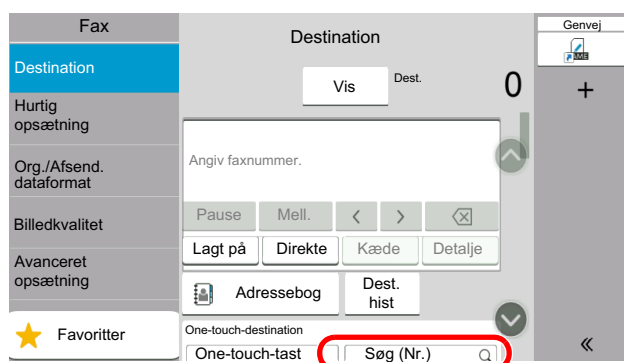 Fax
Destination
Hurtig
opsætning
Org./Afsend.
dataformat
Billedkvalitet
Avanceret
opsætning
Favoritter
Destination
Vis
Dest.
0
Angiv faxnummer.
Pause
Mell.
Lagt på
Direkte
Kæde
Detalje
Adressebog
Dest.
hist
One-touch-destination
One-touch-tast
Søg (Nr.)
Genvej
AME
+
«